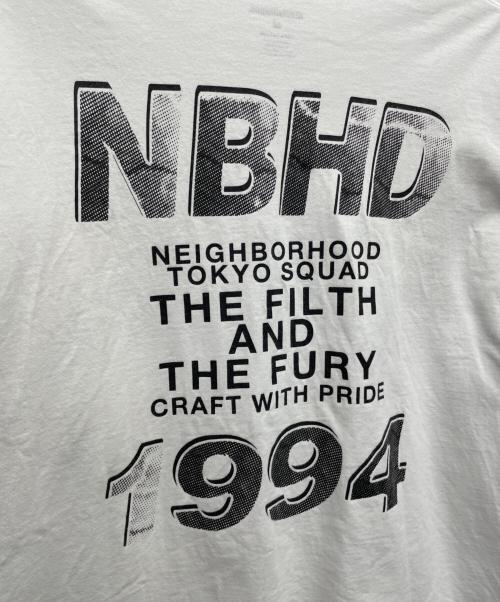 NBHD
NEIGHBORHOOD
TOKYO SQUAD
THE FILTH
AND
THE FURY
CRAFT WITH PRIDE
1994